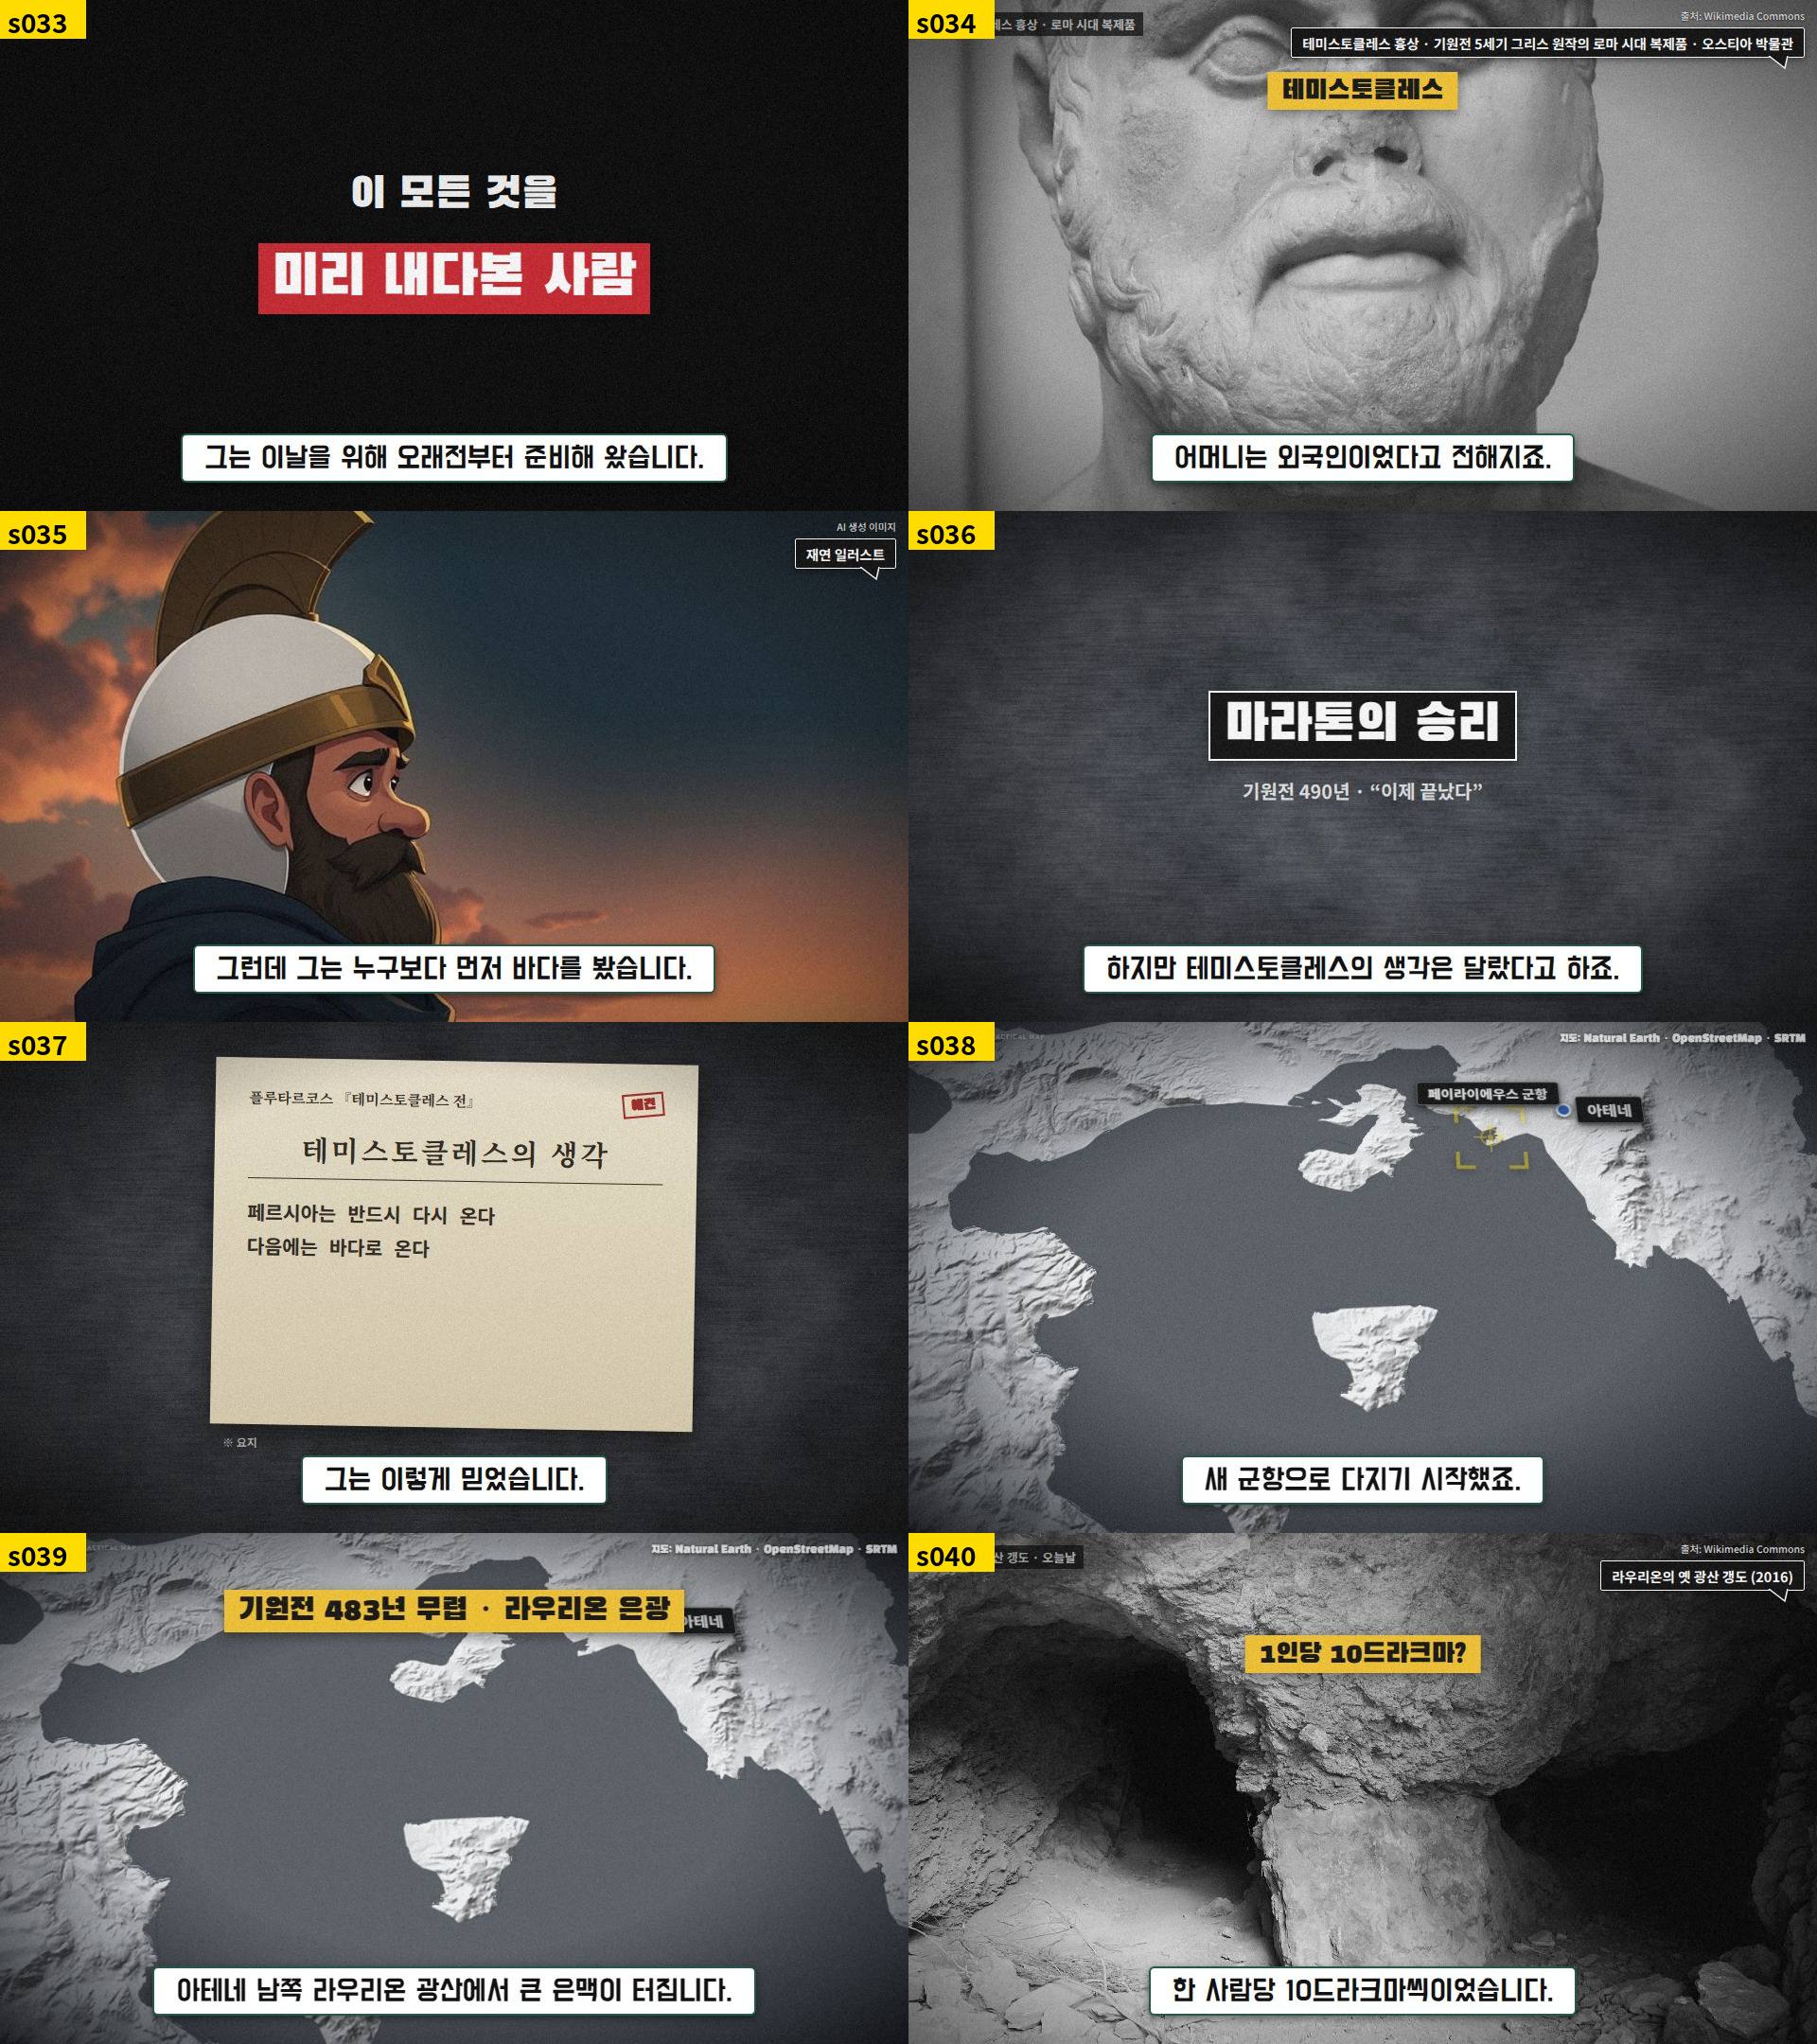 s033
이 모든 것을
미리 내다본 사람
그는 이날을 위해 오래전부터 준비해 왔습니다.
s034
흉상 · 로마 시대 복제품
출처: Wikimedia Commons
테미스토클레스 흉상 · 기원전 5세기 그리스 원작의 로마 시대 복제품 · 오스티아 박물관
테미스토클레스
어머니는 외국인이었다고 전해지죠.
s035
AI 생성 이미지
재연 일러스트
그런데 그는 누구보다 먼저 바다를 봤습니다.
s036
마라톤의 승리
기원전 490년 · “이제 끝났다”
하지만 테미스토클레스의 생각은 달랐다고 하죠.
s037
플루타르코스 『테미스토클레스 전』
테미스토클레스의 생각
페르시아는 반드시 다시 온다
다음에는 바다로 온다
※ 요지
그는 이렇게 믿었습니다.
s038
지도: Natural Earth · OpenStreetMap · SRTM
페이라이에우스 군항
아테네
새 군항으로 다지기 시작했죠.
s039
지도: Natural Earth · OpenStreetMap · SRTM
기원전 483년 무렵 · 라우리온 은광
아테네
아테네 남쪽 라우리온 광산에서 큰 은맥이 터집니다.
s040
갱도 · 오늘날
출처: Wikimedia Commons
라우리온의 옛 광산 갱도 (2016)
1인당 10드라크마?
한 사람당 10드라크마씩이었습니다.